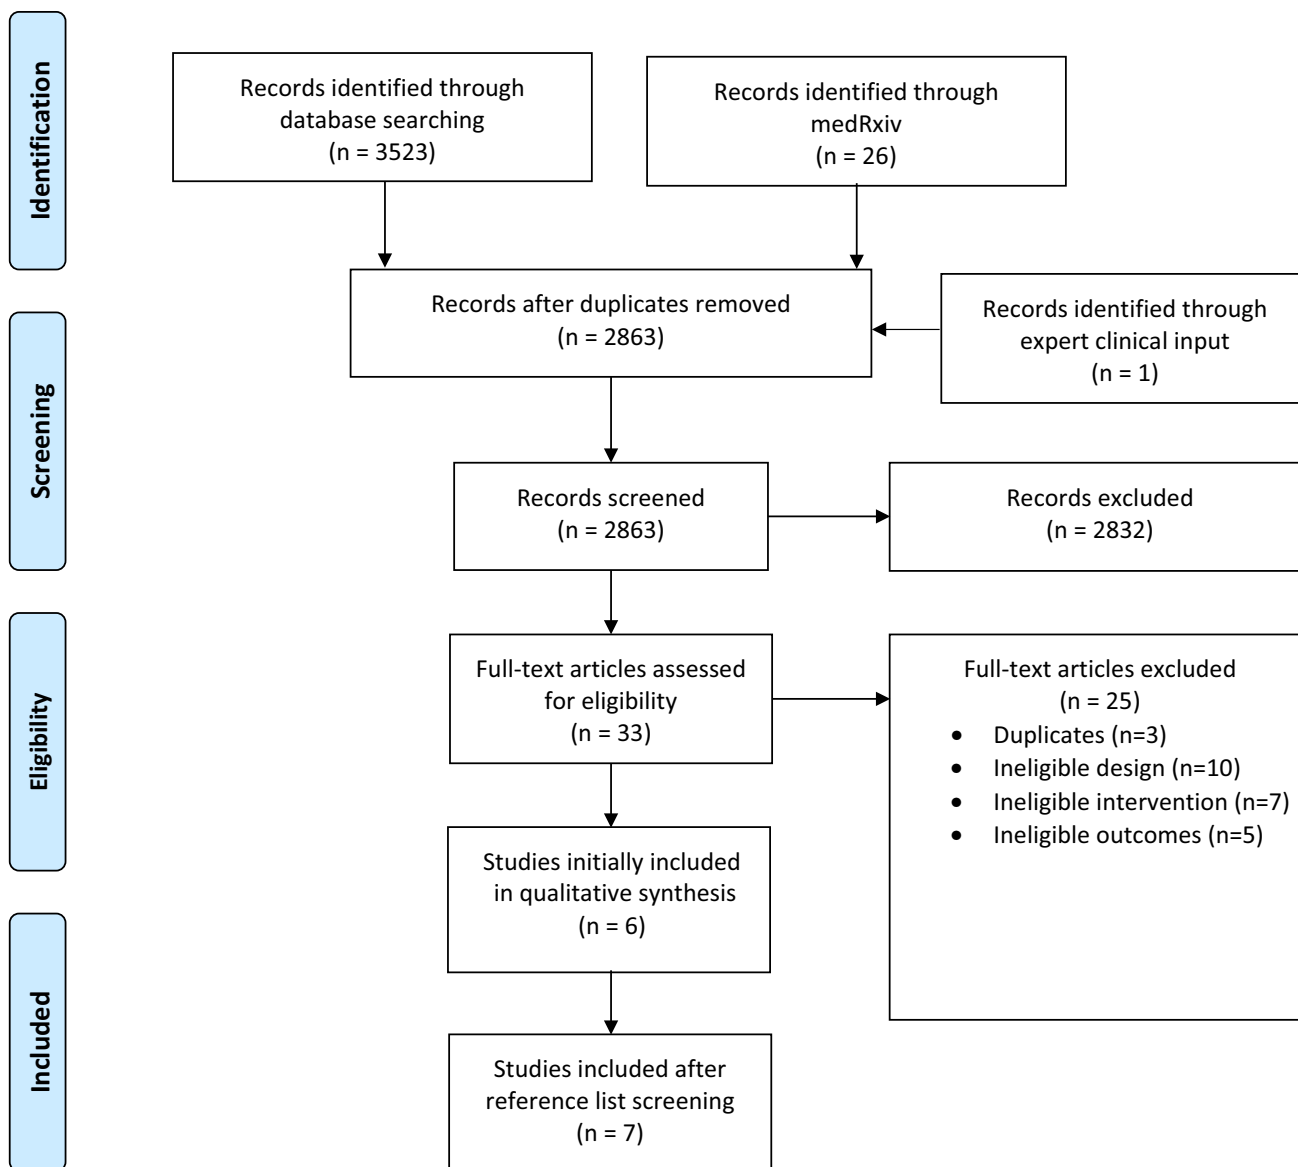 Identification
Records identified through
database searching
(n = 3523)
Records identified through
medRxiv
(n = 26)
Records after duplicates removed
(n = 2863)
Records identified through
expert clinical input
(n = 1)
Screening
Records screened
(n = 2863)
Records excluded
(n = 2832)
Eligibility
Full-text articles assessed
for eligibility
(n = 33)
Full-text articles excluded
(n = 25)
• Duplicates (n=3)
• Ineligible design (n=10)
• Ineligible intervention (n=7)
• Ineligible outcomes (n=5)
Studies initially included
in qualitative synthesis
(n = 6)
Included
Studies included after
reference list screening
(n = 7)